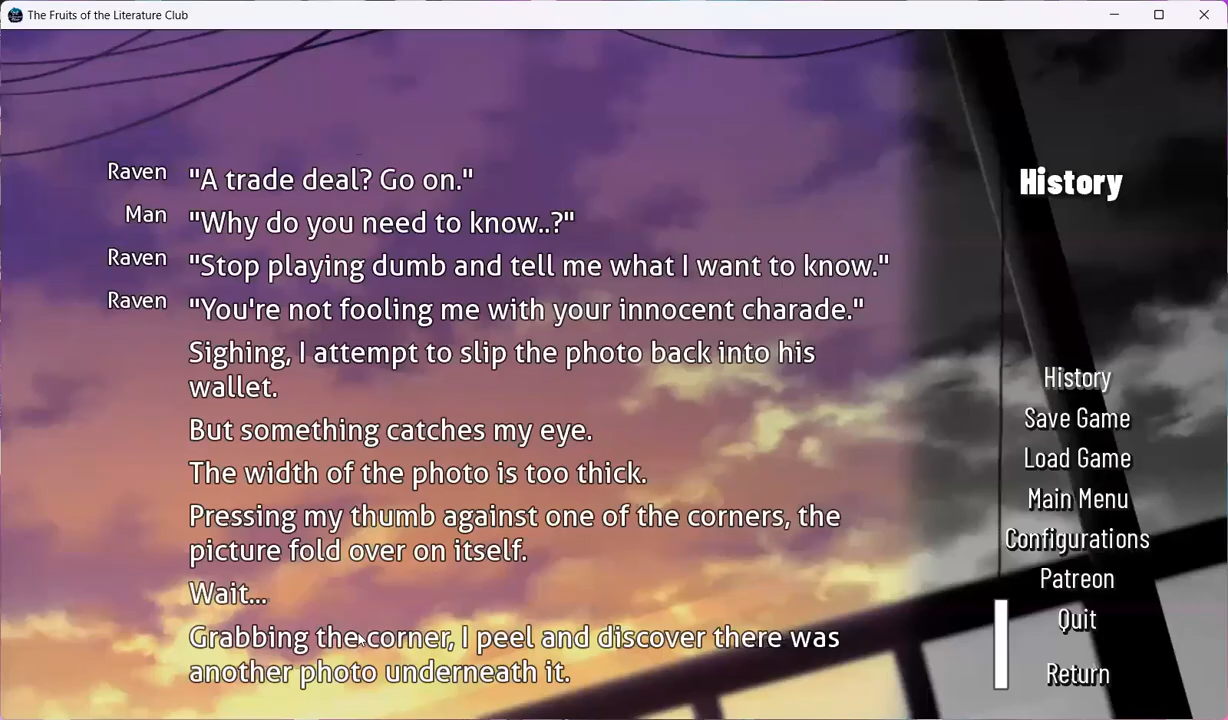 The Fruits of the Literature Club
Raven "A trade deal? Go on."
Man "Why do you need to know..?"
Raven "Stop playing dumb and tell me what I want to know."
Raven "You're not fooling me with your innocent charade."
Sighing, I attempt to slip the photo back into his
wallet.
But something catches my eye.
The width of the photo is too thick.
Pressing my thumb against one of the corners, the
picture fold over on itself.
Wait...
Grabbing the corner, I peel and discover there was
another photo underneath it.
History
History
Save Game
Load Game
Main Menu
Configurations
Patreon
Quit
Return